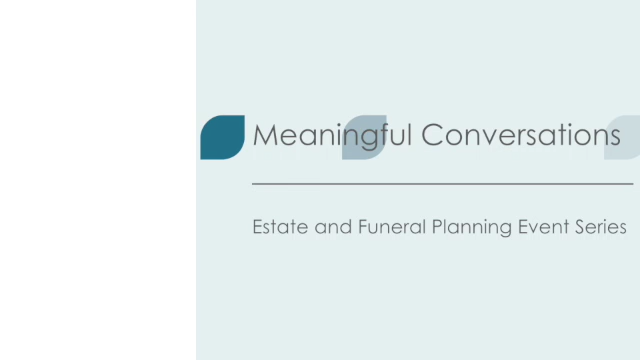 Meaningful Conversations
Estate and Funeral Planning Event Series